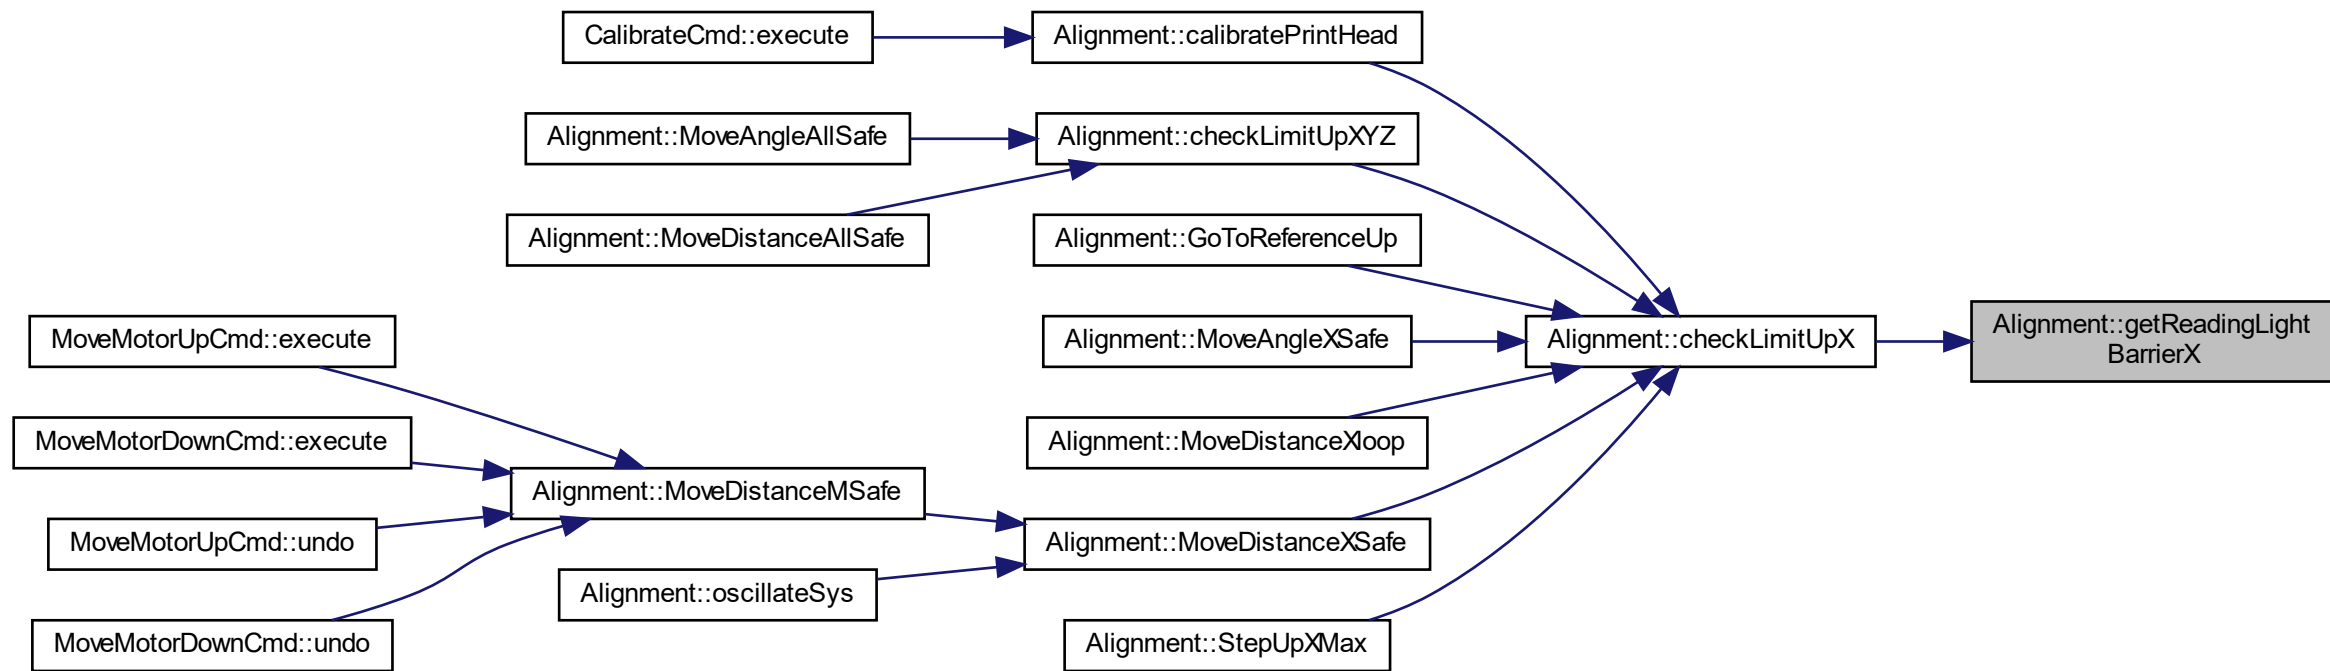 CalibrateCmd::execute
Alignment::calibratePrintHead
Alignment::MoveAngleAllSafe
Alignment::checkLimitUpXYZ
Alignment::MoveDistanceAllSafe
Alignment::GoToReferenceUp
MoveMotorUpCmd::execute
Alignment::MoveAngleXSafe
Alignment::checkLimitUpX
Alignment::getReadingLight
BarrierX
MoveMotorDownCmd::execute
Alignment::MoveDistanceXloop
Alignment::MoveDistanceMSafe
MoveMotorUpCmd::undo
Alignment::MoveDistanceXSafe
Alignment::oscillateSys
MoveMotorDownCmd::undo
Alignment::StepUpXMax